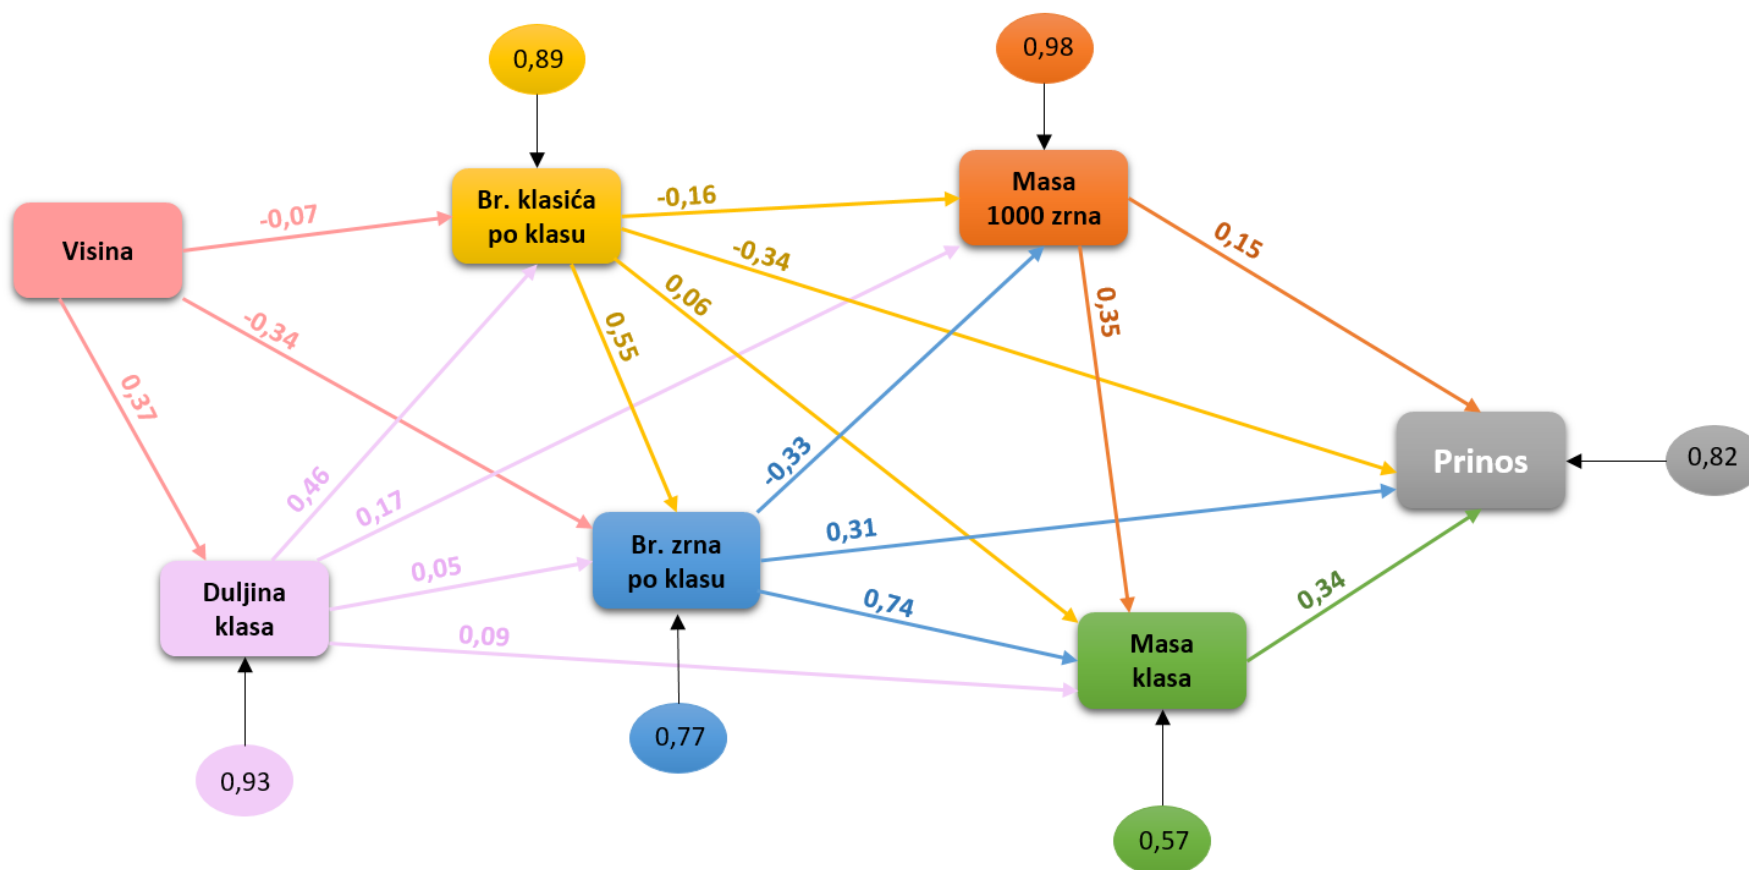 0,89
0,98
Visina
Br. klasića
po klasu
Masa
1000 zrna
-0,07
-0,16
-0,34
0,06
0,55
0,15
0,35
-0,34
0,37
0,46
0,17
-0,33
Prinos
0,82
Duljina
klasa
0,05
0,09
Br. zrna
po klasu
0,31
0,74
0,34
Masa
klasa
0,93
0,77
0,57